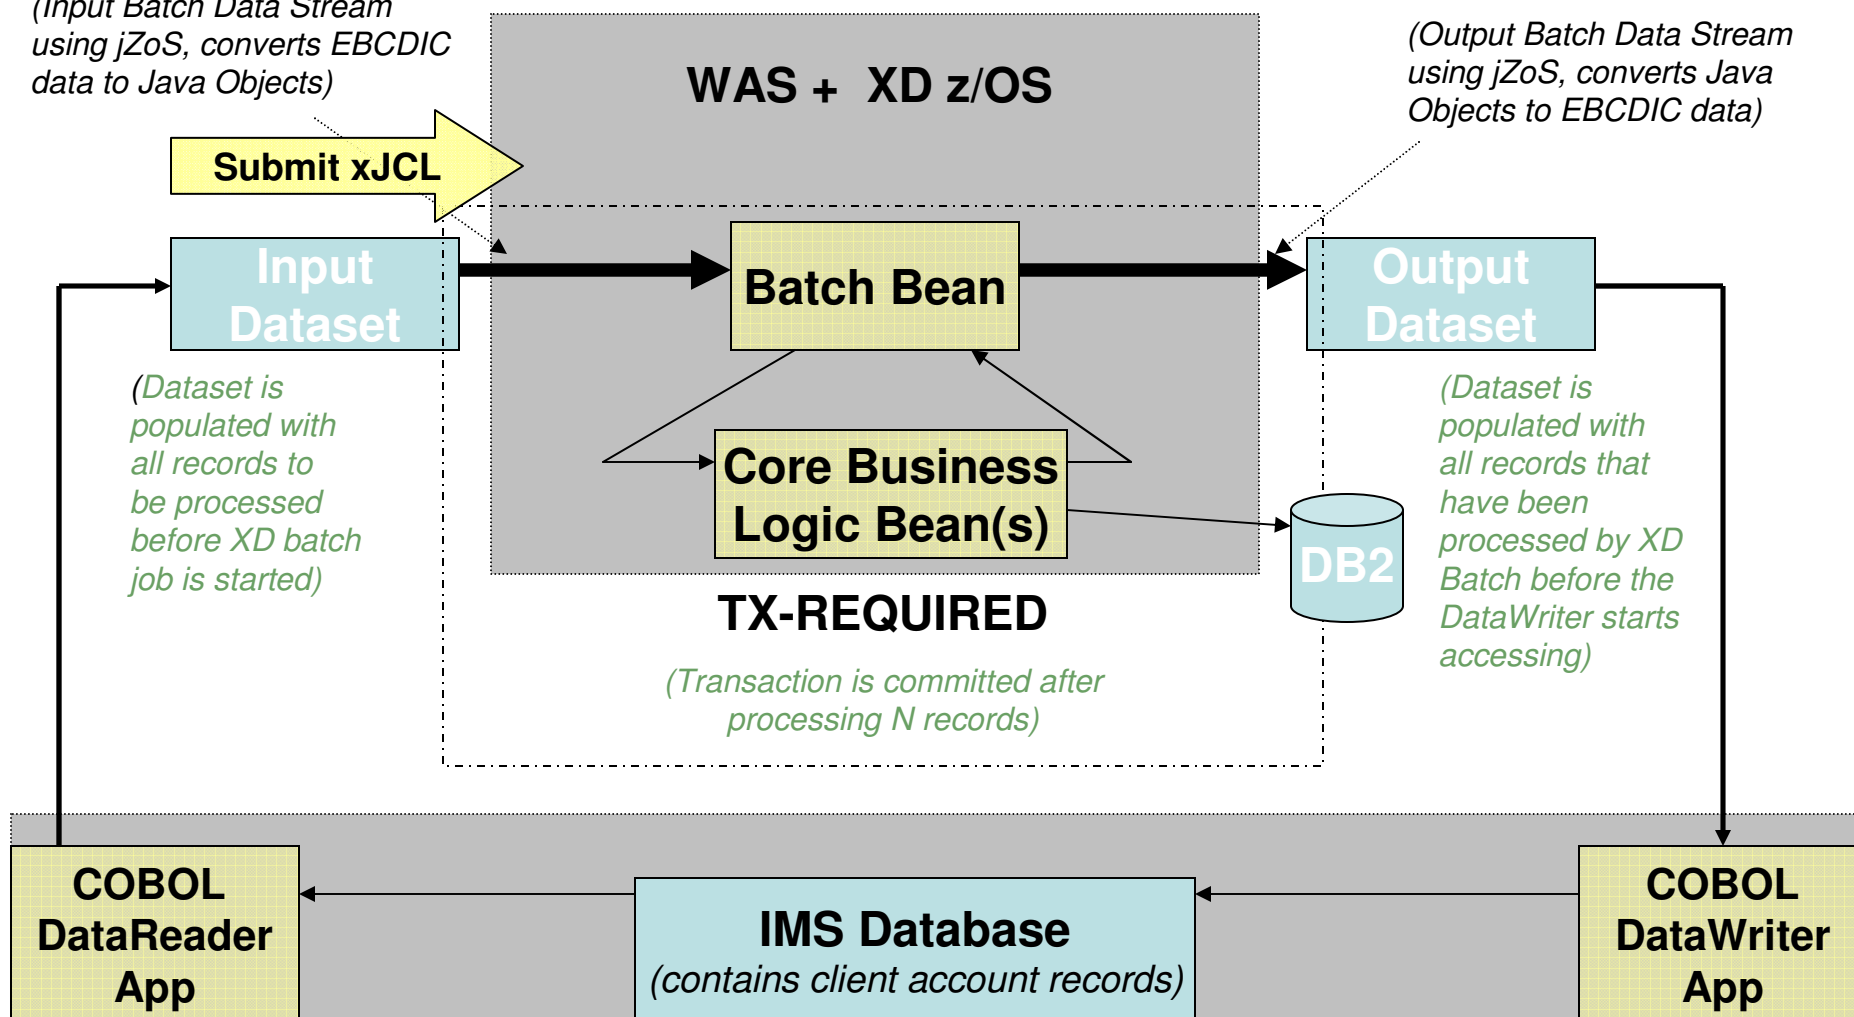 (Input Batch Data Stream
using jZoS, converts EBCDIC
data to Java Objects)
WAS + XD z/OS
(Output Batch Data Stream
using jZoS, converts Java
Objects to EBCDIC data)
Submit xJCL
Input
Dataset
Batch Bean
Output
Dataset
(Dataset is
populated with
all records to
be processed
before XD batch
job is started)
Core Business
Logic Bean(s)
DB2
(Dataset is
populated with
all records that
have been
processed by XD
Batch before the
DataWriter starts
accessing)
TX-REQUIRED
(Transaction is committed after
processing N records)
COBOL
DataReader
App
IMS Database
(contains client account records)
COBOL
DataWriter
App